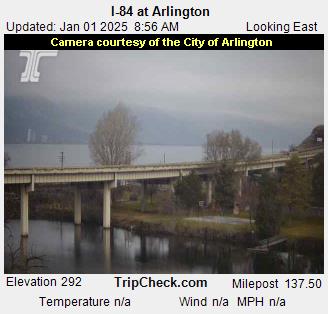 I-84 at Arlington
Updated: Jan 01 2025 8:56 AM Looking East
Camera courtesy of the City of Arlington
Elevation 292 TripCheck.com Milepost 137.50
Temperature n/a Wind n/a MPH n/a